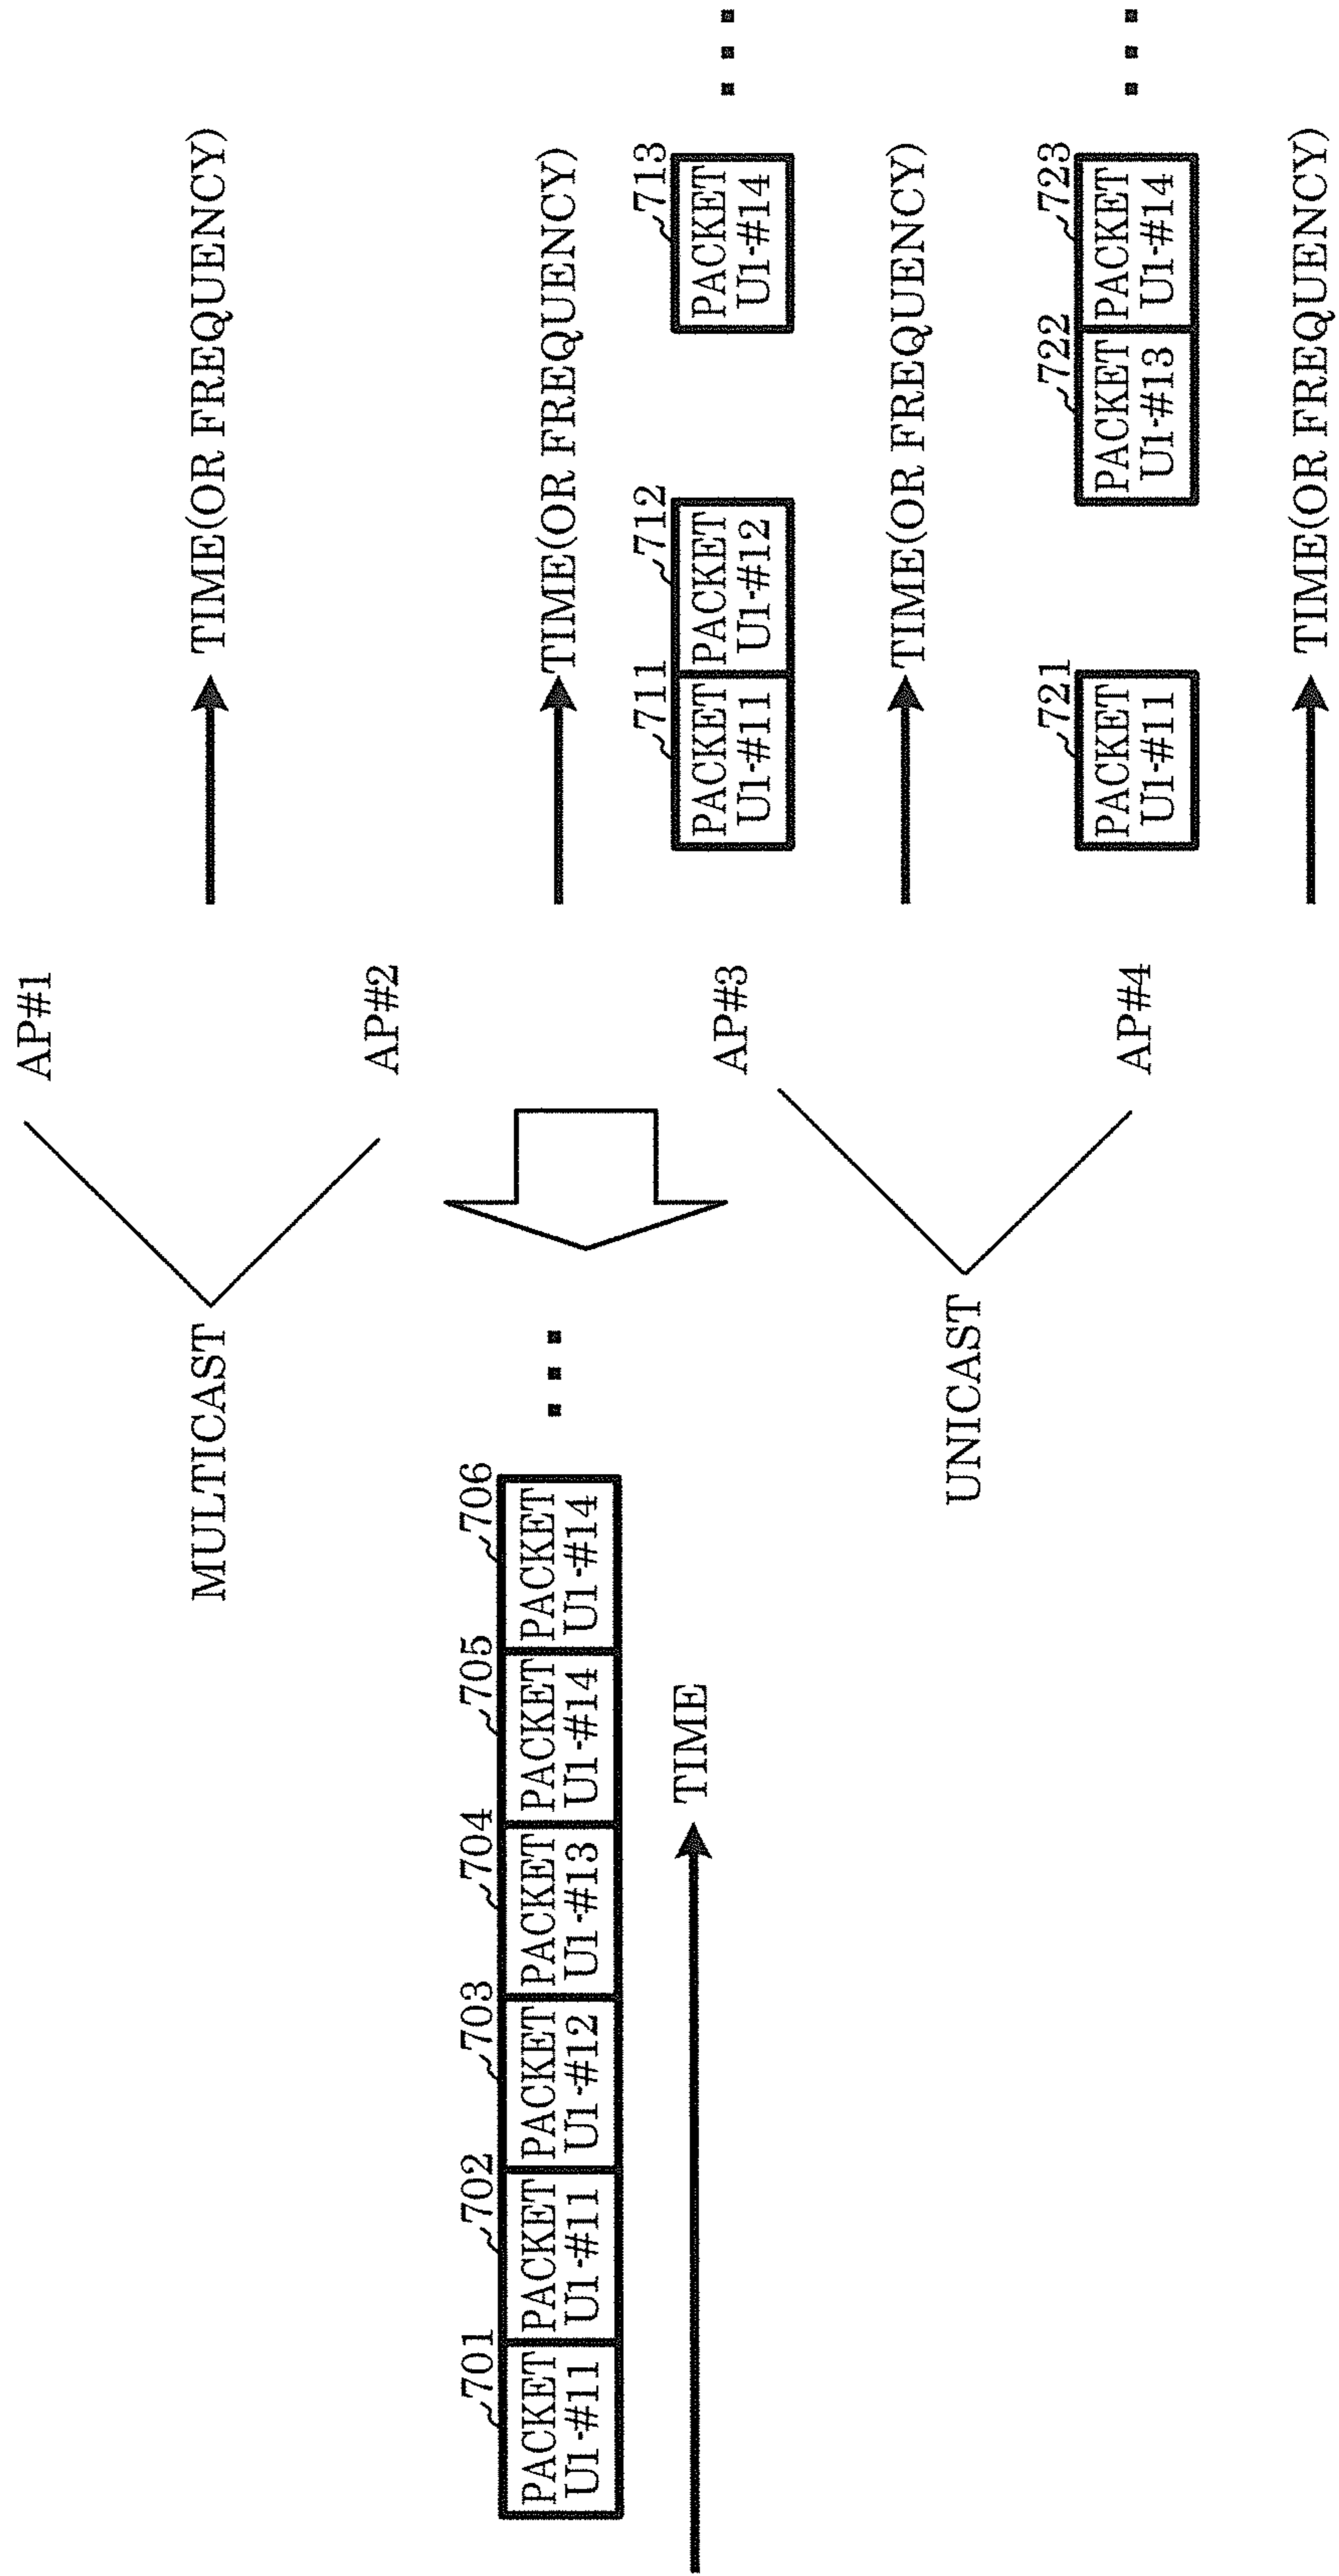 MULTICAST
AP#1
TIME(OR FREQUENCY)
AP#2
TIME(OR FREQUENCY)
701
702
703
704
705
706
PACKET
U1-#11
PACKET
U1-#11
PACKET
U1-#12
PACKET
U1-#13
PACKET
U1-#14
PACKET
U1-#14
...
TIME
711
712
713
AP#3
PACKET
U1-#11
PACKET
U1-#12
PACKET
U1-#14
...
TIME(OR FREQUENCY)
UNICAST
721
722
723
AP#4
PACKET
U1-#11
PACKET
U1-#13
PACKET
U1-#14
...
TIME(OR FREQUENCY)